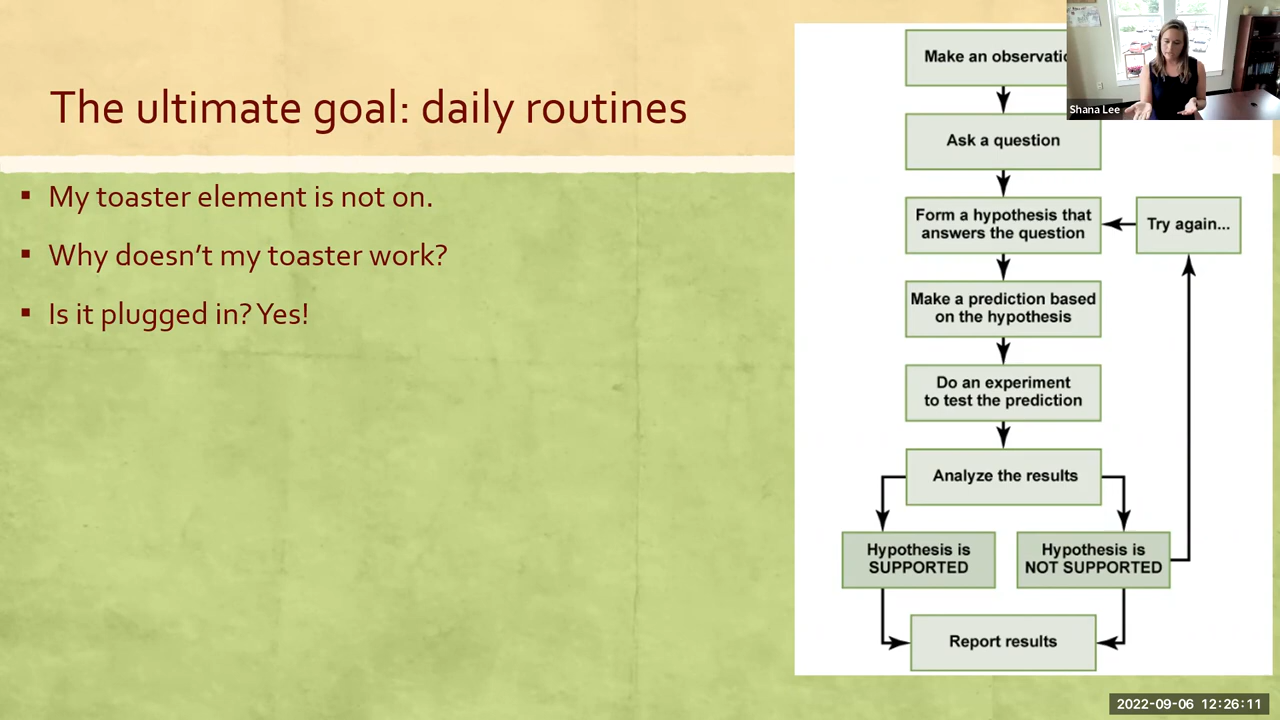 The ultimate goal: daily routines
▪ My toaster element is not on.
▪ Why doesn't my toaster work?
▪ Is it plugged in? Yes!
Make an observatio
Ask a question
Form a hypothesis that
answers the question
Try again...
Make a prediction based
on the hypothesis
Do an experiment
to test the prediction
Analyze the results
Hypothesis is
SUPPORTED
Hypothesis is
NOT SUPPORTED
Report results
Shana Lee
2022-09-06 12:26:11